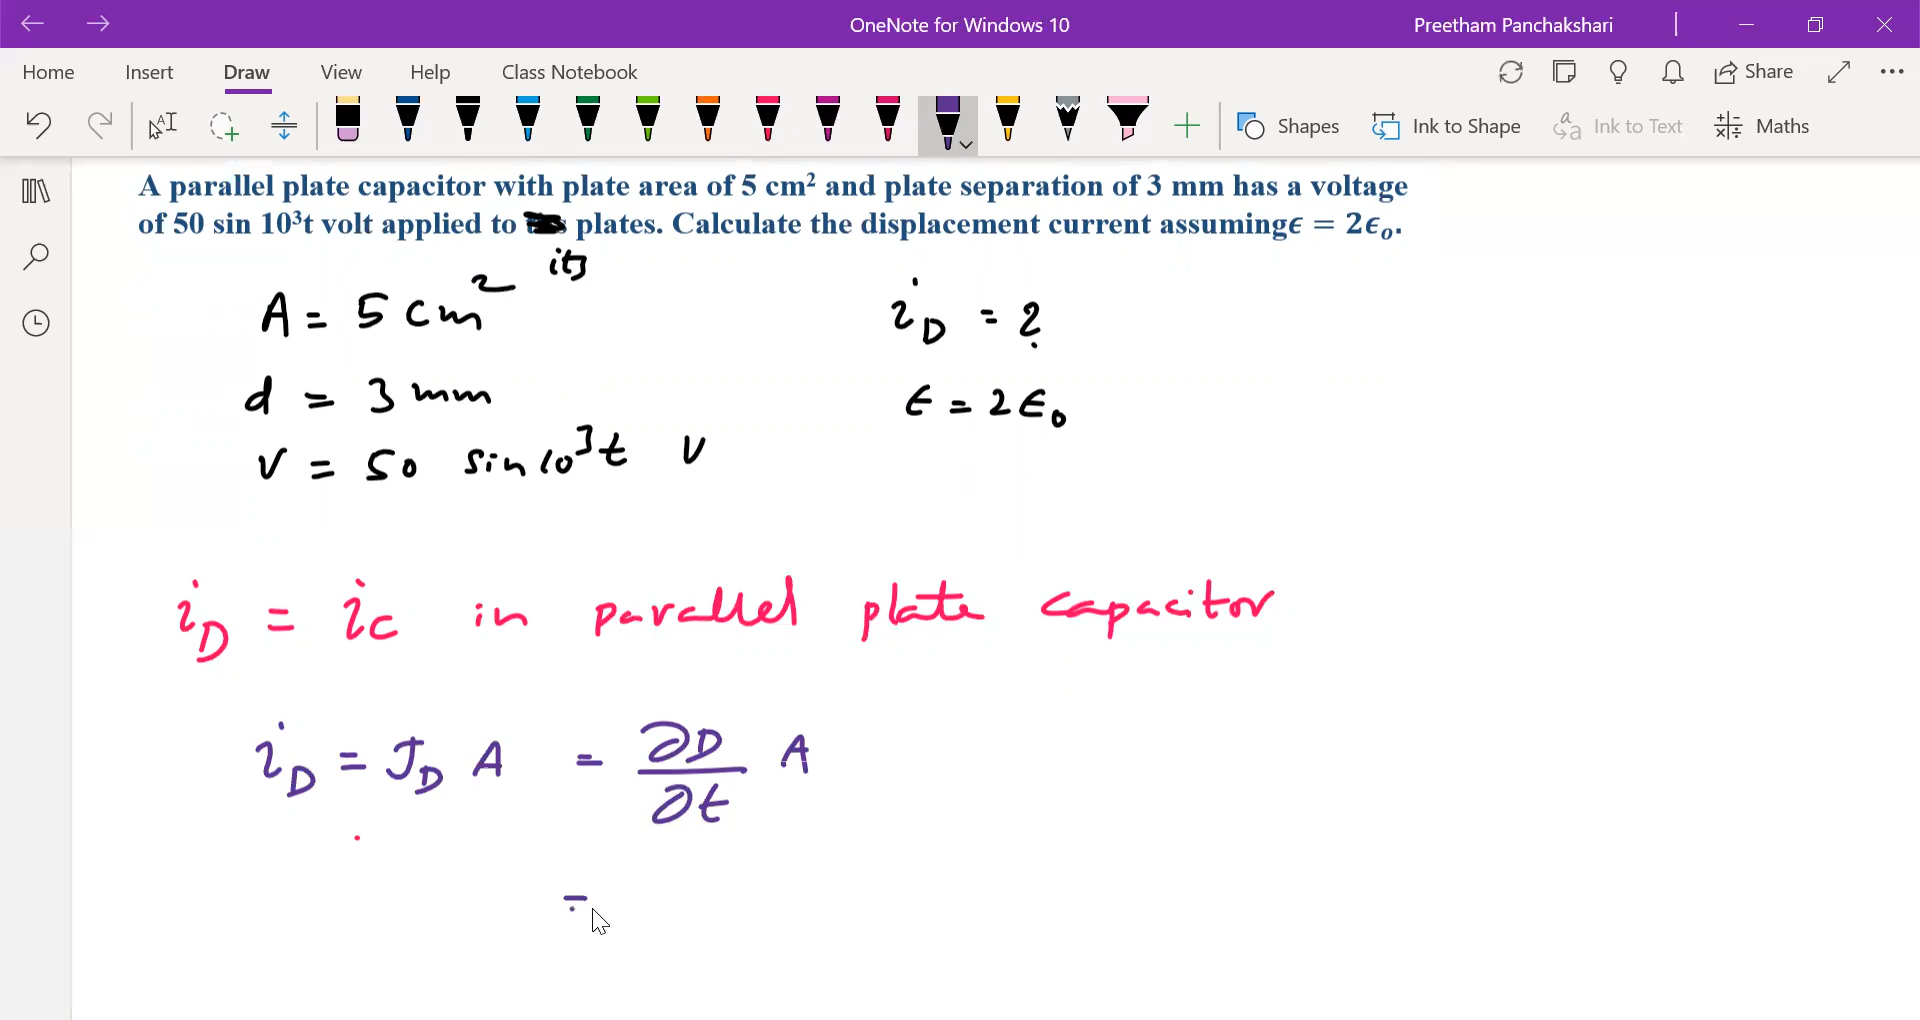 OneNote for Windows 10
Preetham Panchakshari
Home Insert Draw View Help Class Notebook Share
Shapes Ink to Shape Ink to Text Maths
A parallel plate capacitor with plate area of 5 cm² and plate separation of 3 mm has a voltage
of 50 sin 10³t volt applied to plates. Calculate the displacement current assuming ϵ = 2ϵₒ.
its
A = 5 cm²
i_D = ?
d = 3 mm
ϵ = 2ϵ₀
V = 50 sin 10³t V
i_D = i_C in parallel plate capacitor
i_D = J_D A = ∂D/∂t A
=